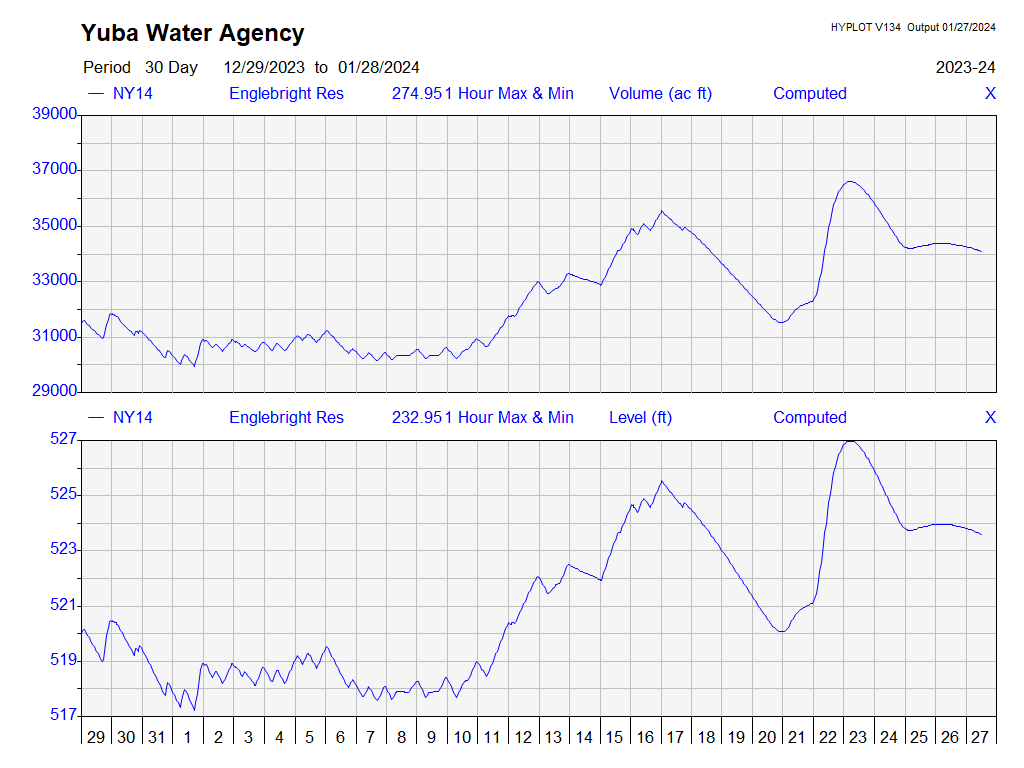 Yuba Water Agency
HYPLOT V134 Output 01/27/2024
Period 30 Day 12/29/2023 to 01/28/2024
2023-24
NY14 Englebright Res 274.951 Hour Max & Min Volume (ac ft) Computed X
39000
37000
35000
33000
31000
29000
NY14 Englebright Res 232.951 Hour Max & Min Level (ft) Computed X
527
525
523
521
519
517
29 30 31 1 2 3 4 5 6 7 8 9 10 11 12 13 14 15 16 17 18 19 20 21 22 23 24 25 26 27